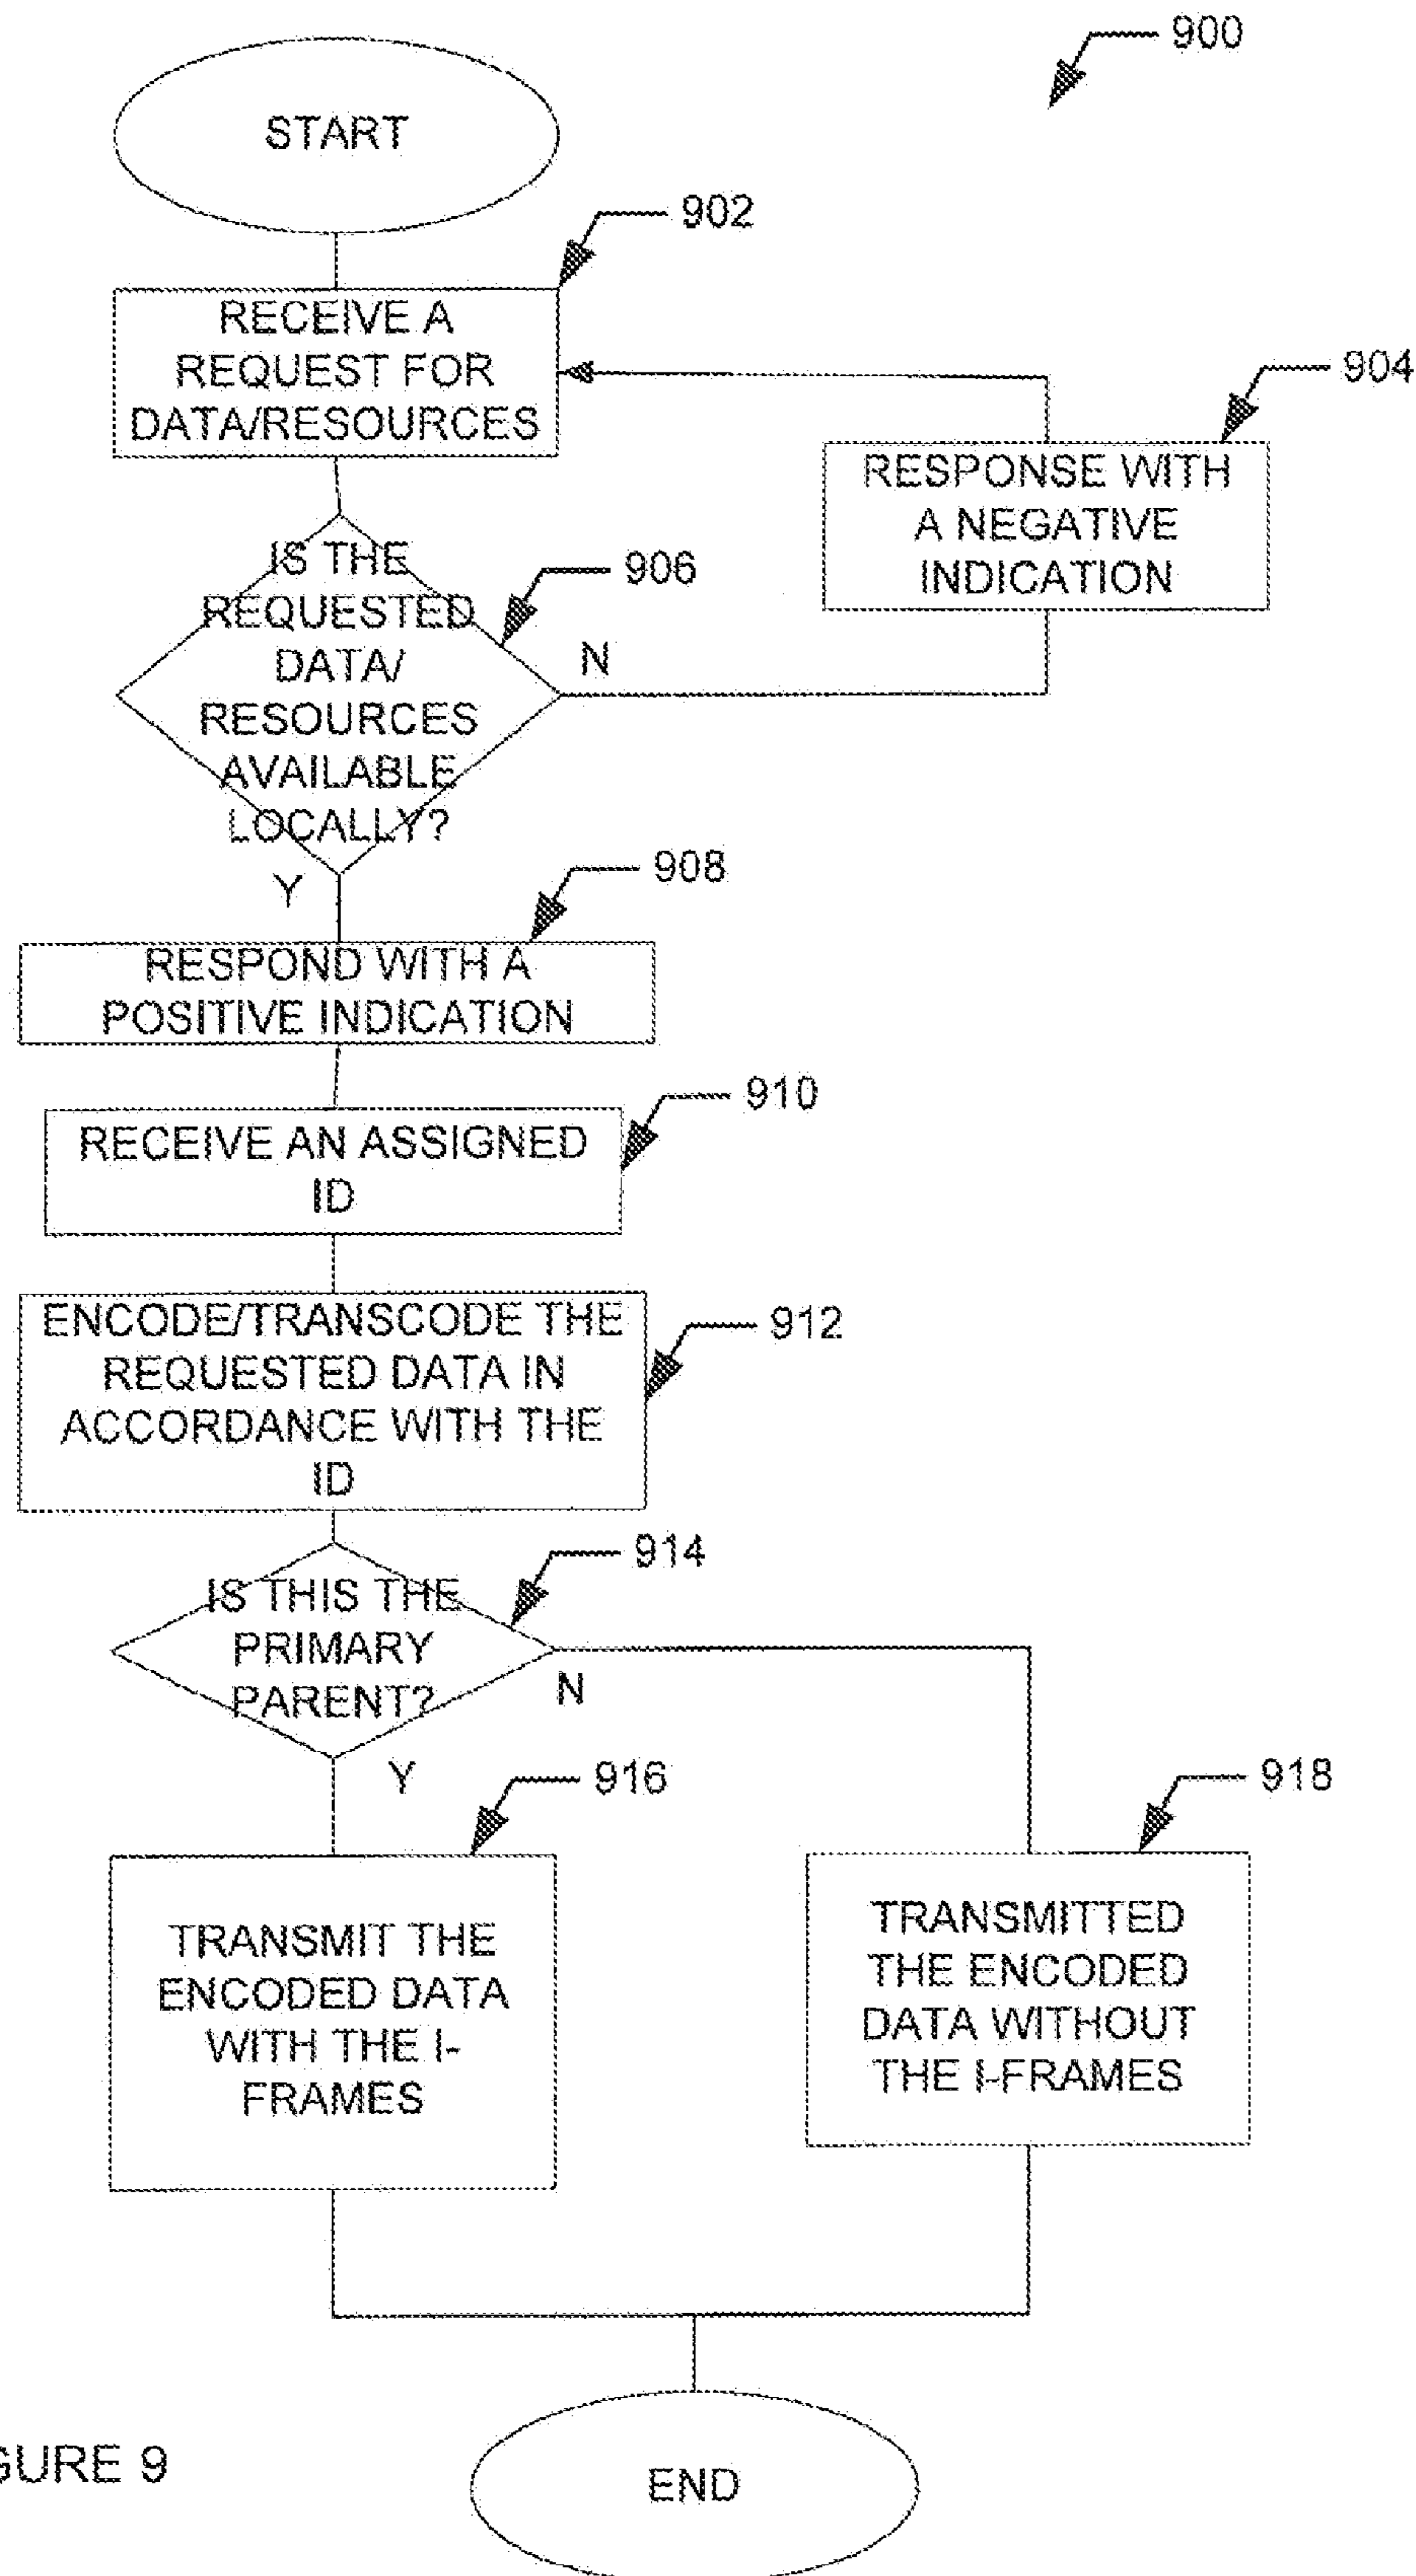 900
START
902
RECEIVE A
REQUEST FOR
DATA/RESOURCES
904
RESPONSE WITH
A NEGATIVE
INDICATION
IS THE
REQUESTED
DATA/
RESOURCES
AVAILABLE
LOCALLY?
906
N
Y
908
RESPOND WITH A
POSITIVE INDICATION
910
RECEIVE AN ASSIGNED
ID
912
ENCODE/TRANSCODE THE
REQUESTED DATA IN
ACCORDANCE WITH THE
ID
914
IS THIS THE
PRIMARY
PARENT?
N
Y
916
TRANSMIT THE
ENCODED DATA
WITH THE I-
FRAMES
918
TRANSMITTED
THE ENCODED
DATA WITHOUT
THE I-FRAMES
GURE 9
END